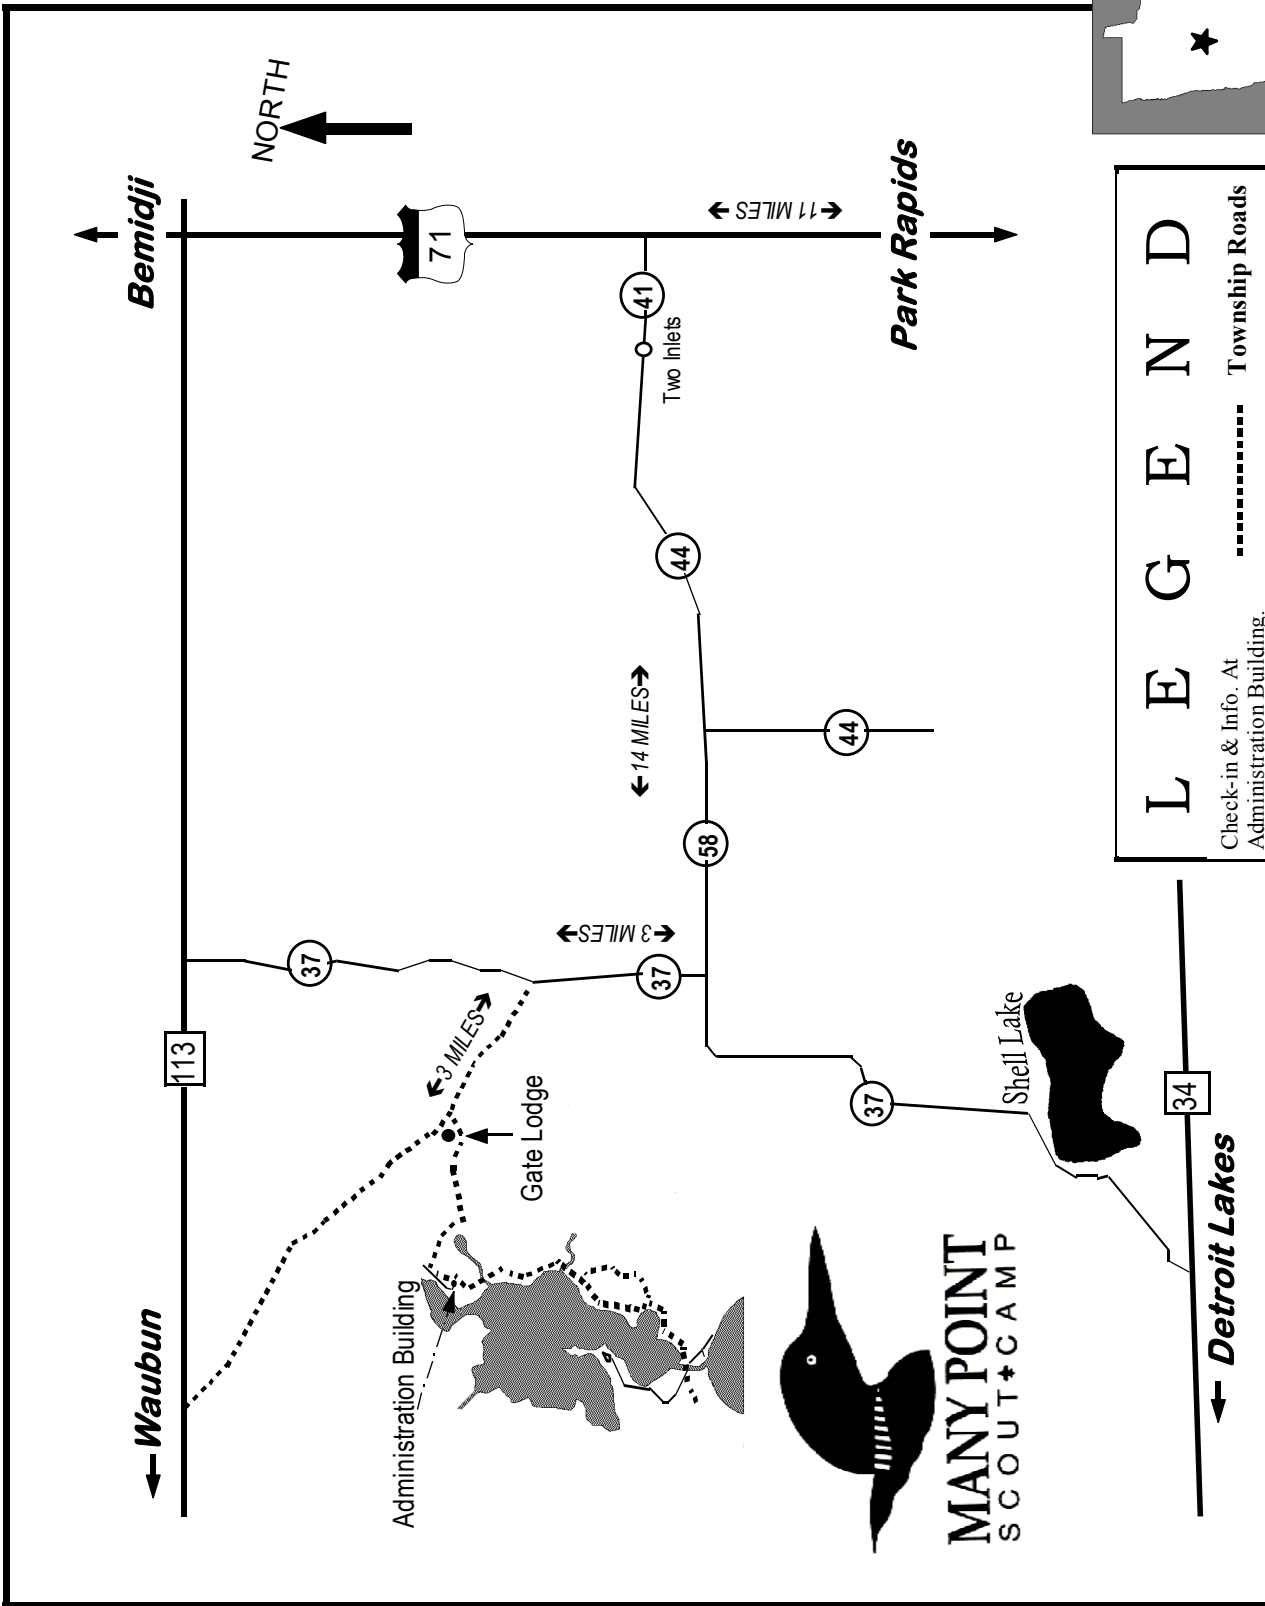 Waubun
113
Bemidji
NORTH
71
37
3 MILES
Gate Lodge
Administration Building
3 MILES
37
14 MILES
58
44
44
Two Inlets
41
11 MILES
Park Rapids
37
Shell Lake
MANY POINT
SCOUT CAMP
34
Detroit Lakes
LEGEND
Check-in & Info. At
Administration Building.
Township Roads